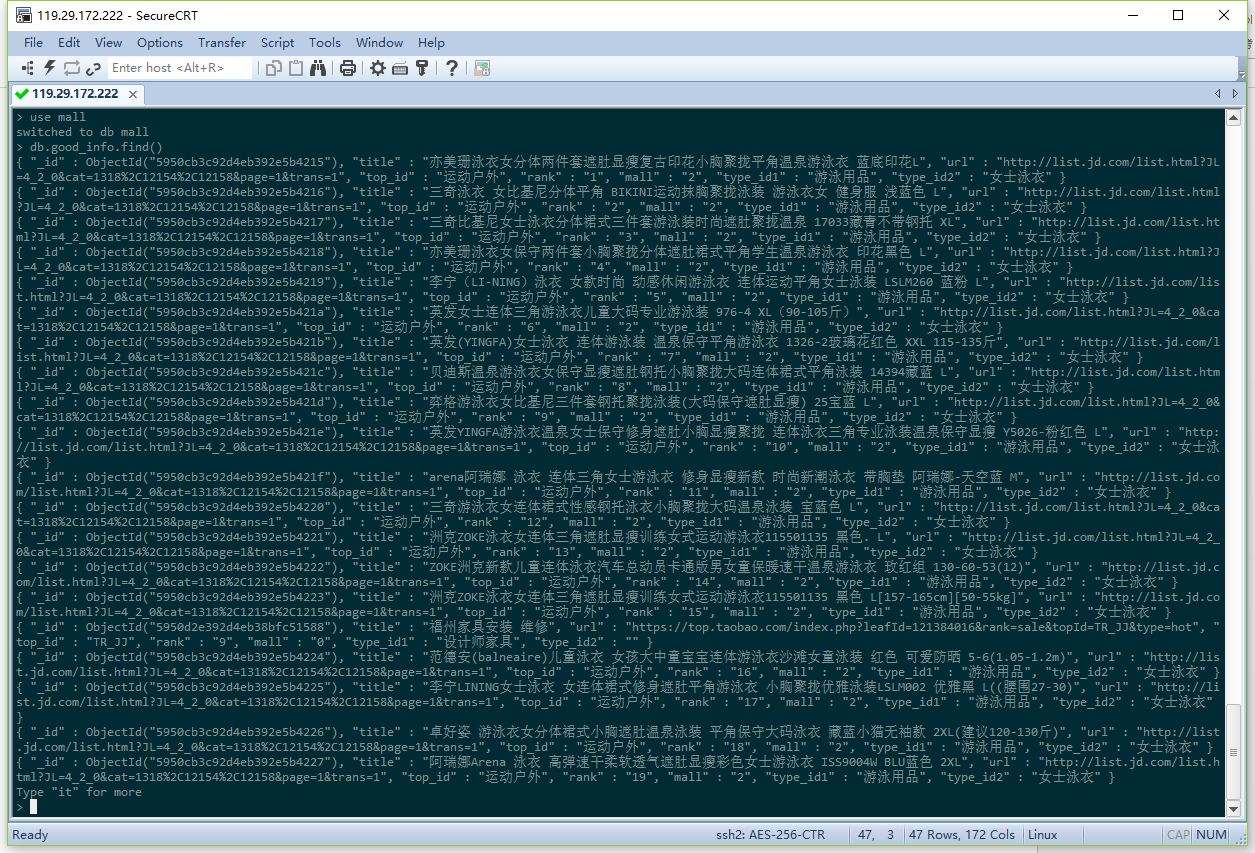 119.29.172.222 - SecureCRT
File Edit View Options Transfer Script Tools Window Help
Enter host <Alt+R>
119.29.172.222
> use mall
switched to db mall
> db.good_info.find()
{ "_id" : ObjectId("5950cb3c92d4eb392e5b4215"), "title" : "亦美珊泳衣女分体两件套遮肚显瘦复古印花小胸聚拢平角温泉游泳衣 蓝底印花L", "url" : "http://list.jd.com/list.html?JL
=4_2_0&cat=1318%2C12154%2C12158&page=1&trans=1", "top_id" : "运动户外", "rank" : "1", "mall" : "2", "type_id1" : "游泳用品", "type_id2" : "女士泳衣" }
{ "_id" : ObjectId("5950cb3c92d4eb392e5b4216"), "title" : "三奇泳衣 女比基尼分体平角 BIKINI运动抹胸聚拢泳装 游泳衣女 健身服 浅蓝色 L", "url" : "http://list.jd.com/list.html
?JL=4_2_0&cat=1318%2C12154%2C12158&page=1&trans=1", "top_id" : "运动户外", "rank" : "2", "mall" : "2", "type_id1" : "游泳用品", "type_id2" : "女士泳衣" }
{ "_id" : ObjectId("5950cb3c92d4eb392e5b4217"), "title" : "三奇比基尼女士泳衣分体裙式三件套游泳装时尚遮肚聚拢温泉 17033藏青不带钢托 XL", "url" : "http://list.jd.com/list.ht
ml?JL=4_2_0&cat=1318%2C12154%2C12158&page=1&trans=1", "top_id" : "运动户外", "rank" : "3", "mall" : "2", "type_id1" : "游泳用品", "type_id2" : "女士泳衣" }
{ "_id" : ObjectId("5950cb3c92d4eb392e5b4218"), "title" : "亦美珊泳衣女保守两件套小胸聚拢分体遮肚裙式平角学生温泉游泳衣 印花黑色 L", "url" : "http://list.jd.com/list.html?J
L=4_2_0&cat=1318%2C12154%2C12158&page=1&trans=1", "top_id" : "运动户外", "rank" : "4", "mall" : "2", "type_id1" : "游泳用品", "type_id2" : "女士泳衣" }
{ "_id" : ObjectId("5950cb3c92d4eb392e5b4219"), "title" : "李宁（LI-NING）泳衣 女款时尚 动感休闲游泳衣 连体运动平角女士泳装 LSLM260 蓝粉 L", "url" : "http://list.jd.com/lis
t.html?JL=4_2_0&cat=1318%2C12154%2C12158&page=1&trans=1", "top_id" : "运动户外", "rank" : "5", "mall" : "2", "type_id1" : "游泳用品", "type_id2" : "女士泳衣" }
{ "_id" : ObjectId("5950cb3c92d4eb392e5b421a"), "title" : "英发女士连体三角游泳衣儿童大码专业游泳装 976-4 XL（90-105斤）", "url" : "http://list.jd.com/list.html?JL=4_2_0&ca
t=1318%2C12154%2C12158&page=1&trans=1", "top_id" : "运动户外", "rank" : "6", "mall" : "2", "type_id1" : "游泳用品", "type_id2" : "女士泳衣" }
{ "_id" : ObjectId("5950cb3c92d4eb392e5b421b"), "title" : "英发(YINGFA)女士泳衣 连体游泳装 温泉保守平角游泳衣 1326-2玻璃花红色 XXL 115-135斤", "url" : "http://list.jd.com/l
ist.html?JL=4_2_0&cat=1318%2C12154%2C12158&page=1&trans=1", "top_id" : "运动户外", "rank" : "7", "mall" : "2", "type_id1" : "游泳用品", "type_id2" : "女士泳衣" }
{ "_id" : ObjectId("5950cb3c92d4eb392e5b421c"), "title" : "贝迪斯温泉游泳衣女保守显瘦遮肚钢托小胸聚拢大码连体裙式平角泳装 14394藏蓝 L", "url" : "http://list.jd.com/list.htm
l?JL=4_2_0&cat=1318%2C12154%2C12158&page=1&trans=1", "top_id" : "运动户外", "rank" : "8", "mall" : "2", "type_id1" : "游泳用品", "type_id2" : "女士泳衣" }
{ "_id" : ObjectId("5950cb3c92d4eb392e5b421d"), "title" : "弈格游泳衣女比基尼三件套钢托聚拢泳装(大码保守遮肚显瘦) 25宝蓝 L", "url" : "http://list.jd.com/list.html?JL=4_2_0&
cat=1318%2C12154%2C12158&page=1&trans=1", "top_id" : "运动户外", "rank" : "9", "mall" : "2", "type_id1" : "游泳用品", "type_id2" : "女士泳衣" }
{ "_id" : ObjectId("5950cb3c92d4eb392e5b421e"), "title" : "英发YINGFA游泳衣温泉女士保守修身遮肚小胸显瘦聚拢 连体泳衣三角专业泳装温泉保守显瘦 Y5026-粉红色 L", "url" : "http:
//list.jd.com/list.html?JL=4_2_0&cat=1318%2C12154%2C12158&page=1&trans=1", "top_id" : "运动户外", "rank" : "10", "mall" : "2", "type_id1" : "游泳用品", "type_id2" : "女士泳
衣" }
{ "_id" : ObjectId("5950cb3c92d4eb392e5b421f"), "title" : "arena阿瑞娜 泳衣 连体三角女士游泳衣 修身显瘦新款 时尚新潮泳衣 带胸垫 阿瑞娜-天空蓝 M", "url" : "http://list.jd.co
m/list.html?JL=4_2_0&cat=1318%2C12154%2C12158&page=1&trans=1", "top_id" : "运动户外", "rank" : "11", "mall" : "2", "type_id1" : "游泳用品", "type_id2" : "女士泳衣" }
{ "_id" : ObjectId("5950cb3c92d4eb392e5b4220"), "title" : "三奇游泳衣女连体裙式性感钢托泳衣小胸聚拢大码温泉泳装 宝蓝色 L", "url" : "http://list.jd.com/list.html?JL=4_2_0&ca
t=1318%2C12154%2C12158&page=1&trans=1", "top_id" : "运动户外", "rank" : "12", "mall" : "2", "type_id1" : "游泳用品", "type_id2" : "女士泳衣" }
{ "_id" : ObjectId("5950cb3c92d4eb392e5b4221"), "title" : "洲克ZOKE泳衣女连体三角遮肚显瘦训练女式运动游泳衣115501135 黑色. L", "url" : "http://list.jd.com/list.html?JL=4_2_
0&cat=1318%2C12154%2C12158&page=1&trans=1", "top_id" : "运动户外", "rank" : "13", "mall" : "2", "type_id1" : "游泳用品", "type_id2" : "女士泳衣" }
{ "_id" : ObjectId("5950cb3c92d4eb392e5b4222"), "title" : "ZOKE洲克新款儿童连体泳衣汽车总动员卡通版男女童保暖速干温泉游泳衣 玫红组 130-60-53(12)", "url" : "http://list.jd.c
om/list.html?JL=4_2_0&cat=1318%2C12154%2C12158&page=1&trans=1", "top_id" : "运动户外", "rank" : "14", "mall" : "2", "type_id1" : "游泳用品", "type_id2" : "女士泳衣" }
{ "_id" : ObjectId("5950cb3c92d4eb392e5b4223"), "title" : "洲克ZOKE泳衣女连体三角遮肚显瘦训练女式运动游泳衣115501135 黑色 L[157-165cm][50-55kg]", "url" : "http://list.jd.co
m/list.html?JL=4_2_0&cat=1318%2C12154%2C12158&page=1&trans=1", "top_id" : "运动户外", "rank" : "15", "mall" : "2", "type_id1" : "游泳用品", "type_id2" : "女士泳衣" }
{ "_id" : ObjectId("5950d2e392d4eb38bfc51588"), "title" : "福州家具安装 维修", "url" : "https://top.taobao.com/index.php?leafId=121384016&rank=sale&topId=TR_JJ&type=hot", "
top_id" : "TR_JJ", "rank" : "9", "mall" : "0", "type_id1" : "设计师家具", "type_id2" : "" }
{ "_id" : ObjectId("5950cb3c92d4eb392e5b4224"), "title" : "范德安(balneaire)儿童泳衣 女孩大中童宝宝连体游泳衣沙滩女童泳装 红色 可爱防晒 5-6(1.05-1.2m)", "url" : "http://lis
t.jd.com/list.html?JL=4_2_0&cat=1318%2C12154%2C12158&page=1&trans=1", "top_id" : "运动户外", "rank" : "16", "mall" : "2", "type_id1" : "游泳用品", "type_id2" : "女士泳衣" }
{ "_id" : ObjectId("5950cb3c92d4eb392e5b4225"), "title" : "李宁LINING女士泳衣 女连体裙式修身遮肚平角游泳衣 小胸聚拢优雅泳装LSLM002 优雅黑 L((腰围27-30)", "url" : "http://li
st.jd.com/list.html?JL=4_2_0&cat=1318%2C12154%2C12158&page=1&trans=1", "top_id" : "运动户外", "rank" : "17", "mall" : "2", "type_id1" : "游泳用品", "type_id2" : "女士泳衣"
}
{ "_id" : ObjectId("5950cb3c92d4eb392e5b4226"), "title" : "卓好姿 游泳衣女分体裙式小胸遮肚温泉泳装 平角保守大码泳衣 藏蓝小猫无袖款 2XL(建议120-130斤)", "url" : "http://list
.jd.com/list.html?JL=4_2_0&cat=1318%2C12154%2C12158&page=1&trans=1", "top_id" : "运动户外", "rank" : "18", "mall" : "2", "type_id1" : "游泳用品", "type_id2" : "女士泳衣" }
{ "_id" : ObjectId("5950cb3c92d4eb392e5b4227"), "title" : "阿瑞娜Arena 泳衣 高弹速干柔软透气遮肚显瘦彩色女士游泳衣 ISS9004W BLU蓝色 2XL", "url" : "http://list.jd.com/list.h
tml?JL=4_2_0&cat=1318%2C12154%2C12158&page=1&trans=1", "top_id" : "运动户外", "rank" : "19", "mall" : "2", "type_id1" : "游泳用品", "type_id2" : "女士泳衣" }
Type "it" for more
>
Ready ssh2: AES-256-CTR 47, 3 47 Rows, 172 Cols Linux CAP NUM